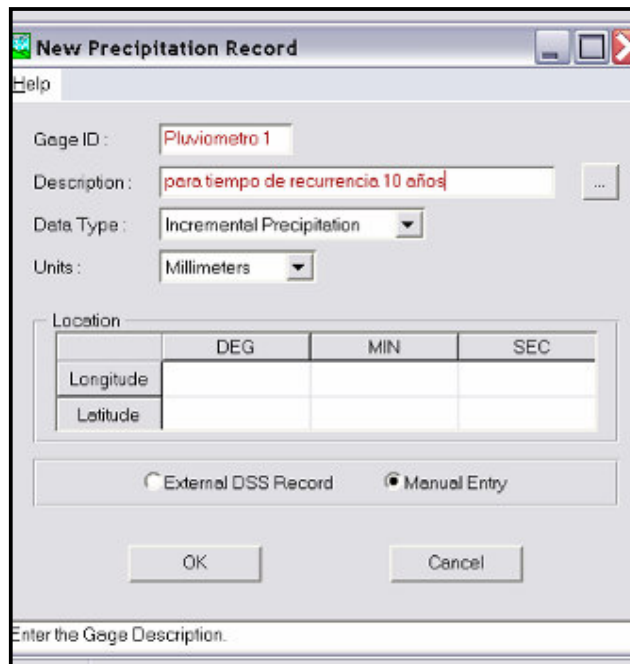 New Precipitation Record
Help
Gage ID : Pluviometro 1
Description : para tiempo de recurrencia 10 años ...
Data Type : Incremental Precipitation
Units : Millimeters
Location
DEG MIN SEC
Longitude
Latitude
External DSS Record Manual Entry
OK Cancel
Enter the Gage Description.